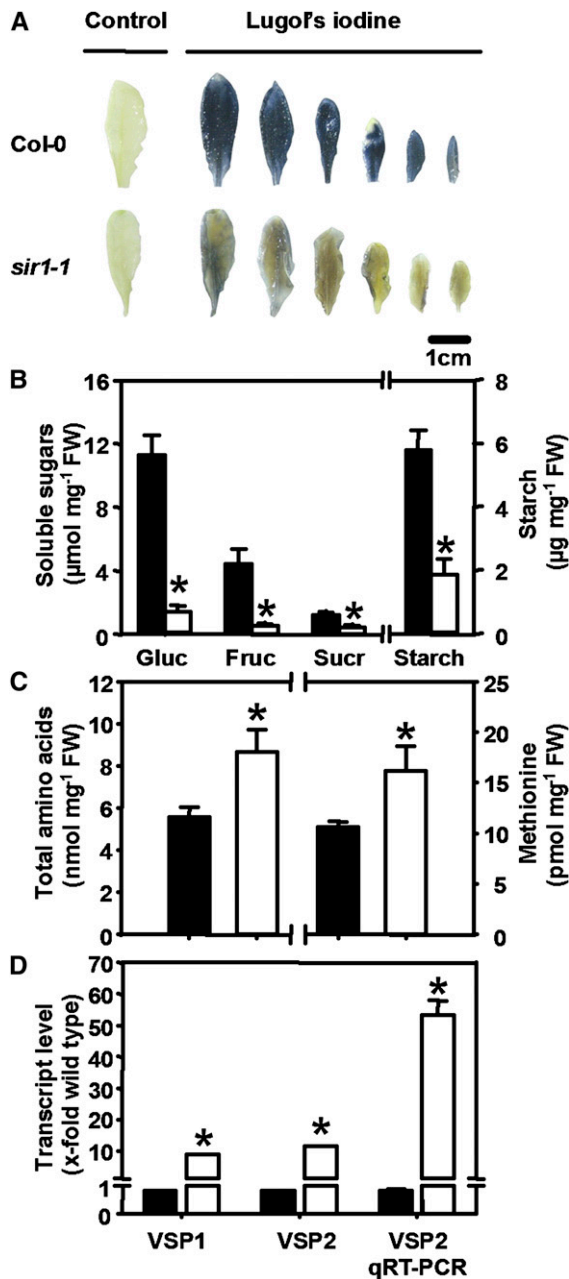 A
Control
Lugol's iodine
Col-0
sir1-1
1cm
B
Soluble sugars
(µmol mg-1 FW)
16
12
8
4
0
Starch
(µg mg-1 FW)
8
6
4
2
0
*
*
*
*
Gluc
Fruc
Sucr
Starch
C
Total amino acids
(nmol mg-1 FW)
12
10
8
6
4
2
0
Methionine
(pmol mg-1 FW)
25
20
15
10
5
0
*
*
D
Transcript level
(x-fold wild type)
70
60
50
40
30
20
10
1
0
*
*
*
VSP1
VSP2
VSP2
qRT-PCR